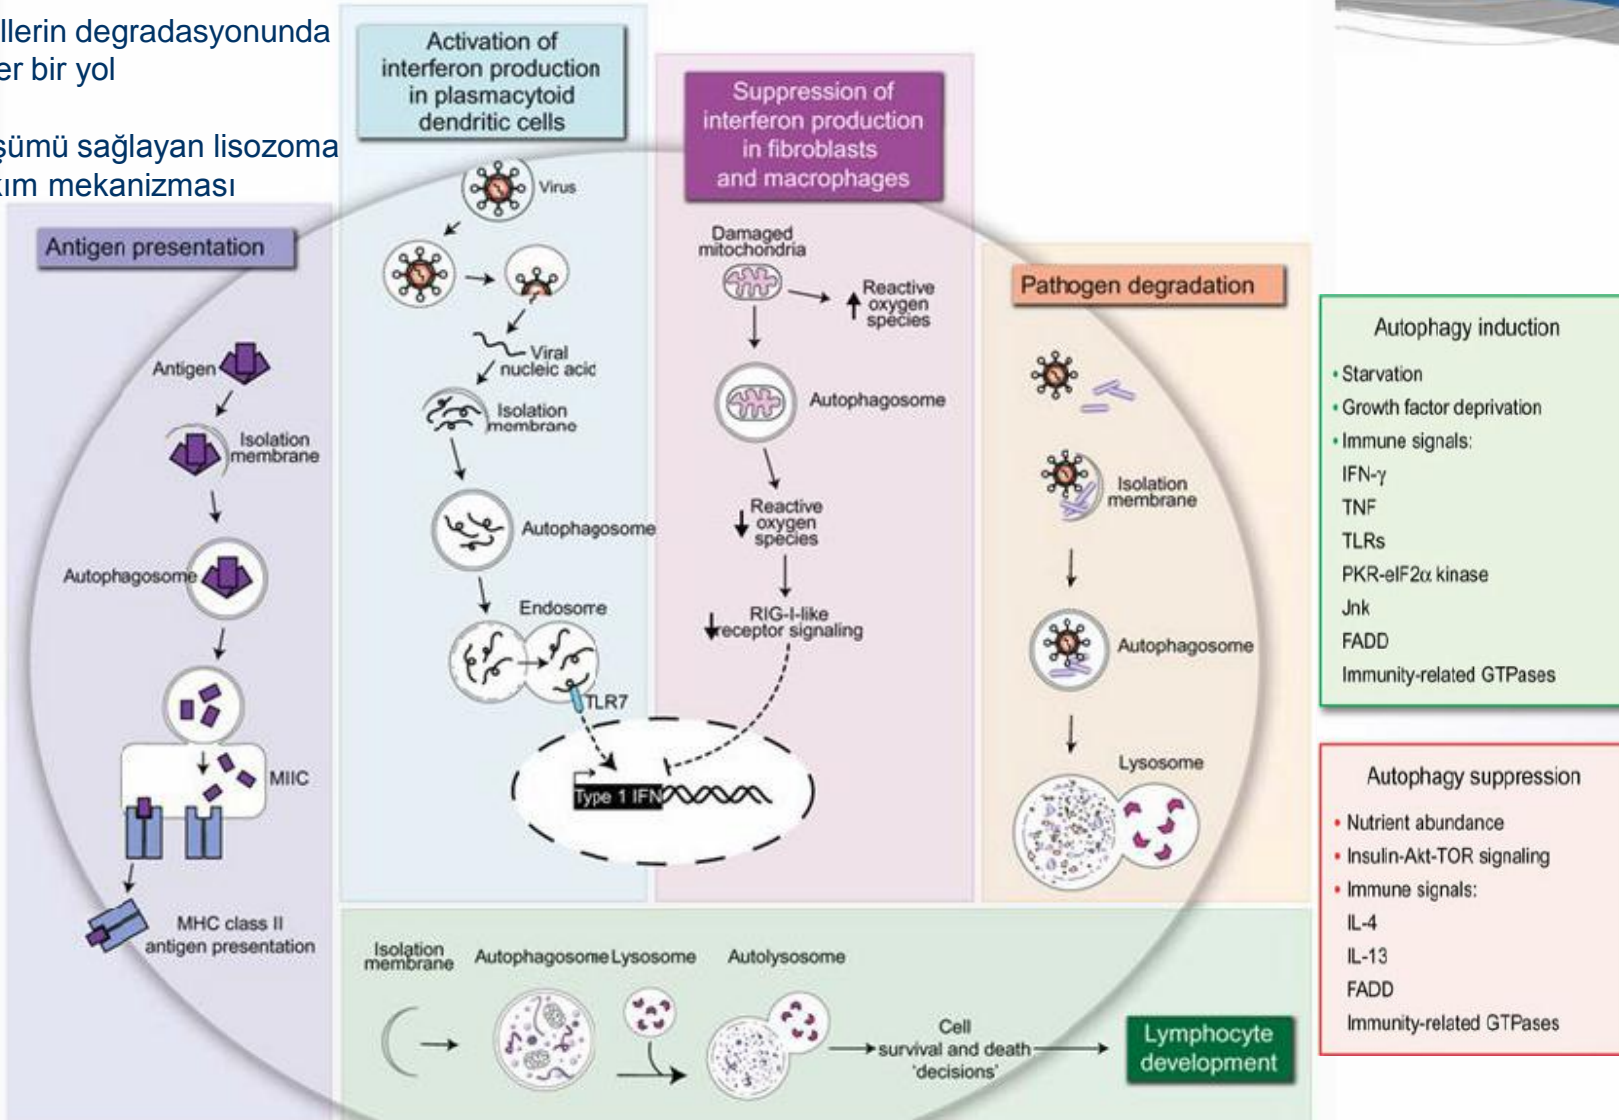 llerin degradasyonunda
er bir yol
şümü sağlayan lisozoma
kım mekanizması
Antigen presentation
Antigen
Isolation
membrane
Autophagosome
MIIC
MHC class II
antigen presentation
Activation of
interferon production
in plasmacytoid
dendritic cells
Virus
Viral
nucleic acid
Isolation
membrane
Autophagosome
Endosome
TLR7
Type 1 IFN
Suppression of
interferon production
in fibroblasts
and macrophages
Damaged
mitochondria
Reactive
oxygen
species
Autophagosome
Reactive
oxygen
species
RIG-I-like
receptor signaling
Pathogen degradation
Isolation
membrane
Autophagosome
Lysosome
Isolation
membrane
Autophagosome
Lysosome
Autolysosome
Cell
survival and death
'decisions'
Lymphocyte
development
Autophagy induction
• Starvation
• Growth factor deprivation
• Immune signals:
IFN-γ
TNF
TLRs
PKR-eIF2α kinase
Jnk
FADD
Immunity-related GTPases
Autophagy suppression
• Nutrient abundance
• Insulin-Akt-TOR signaling
• Immune signals:
IL-4
IL-13
FADD
Immunity-related GTPases